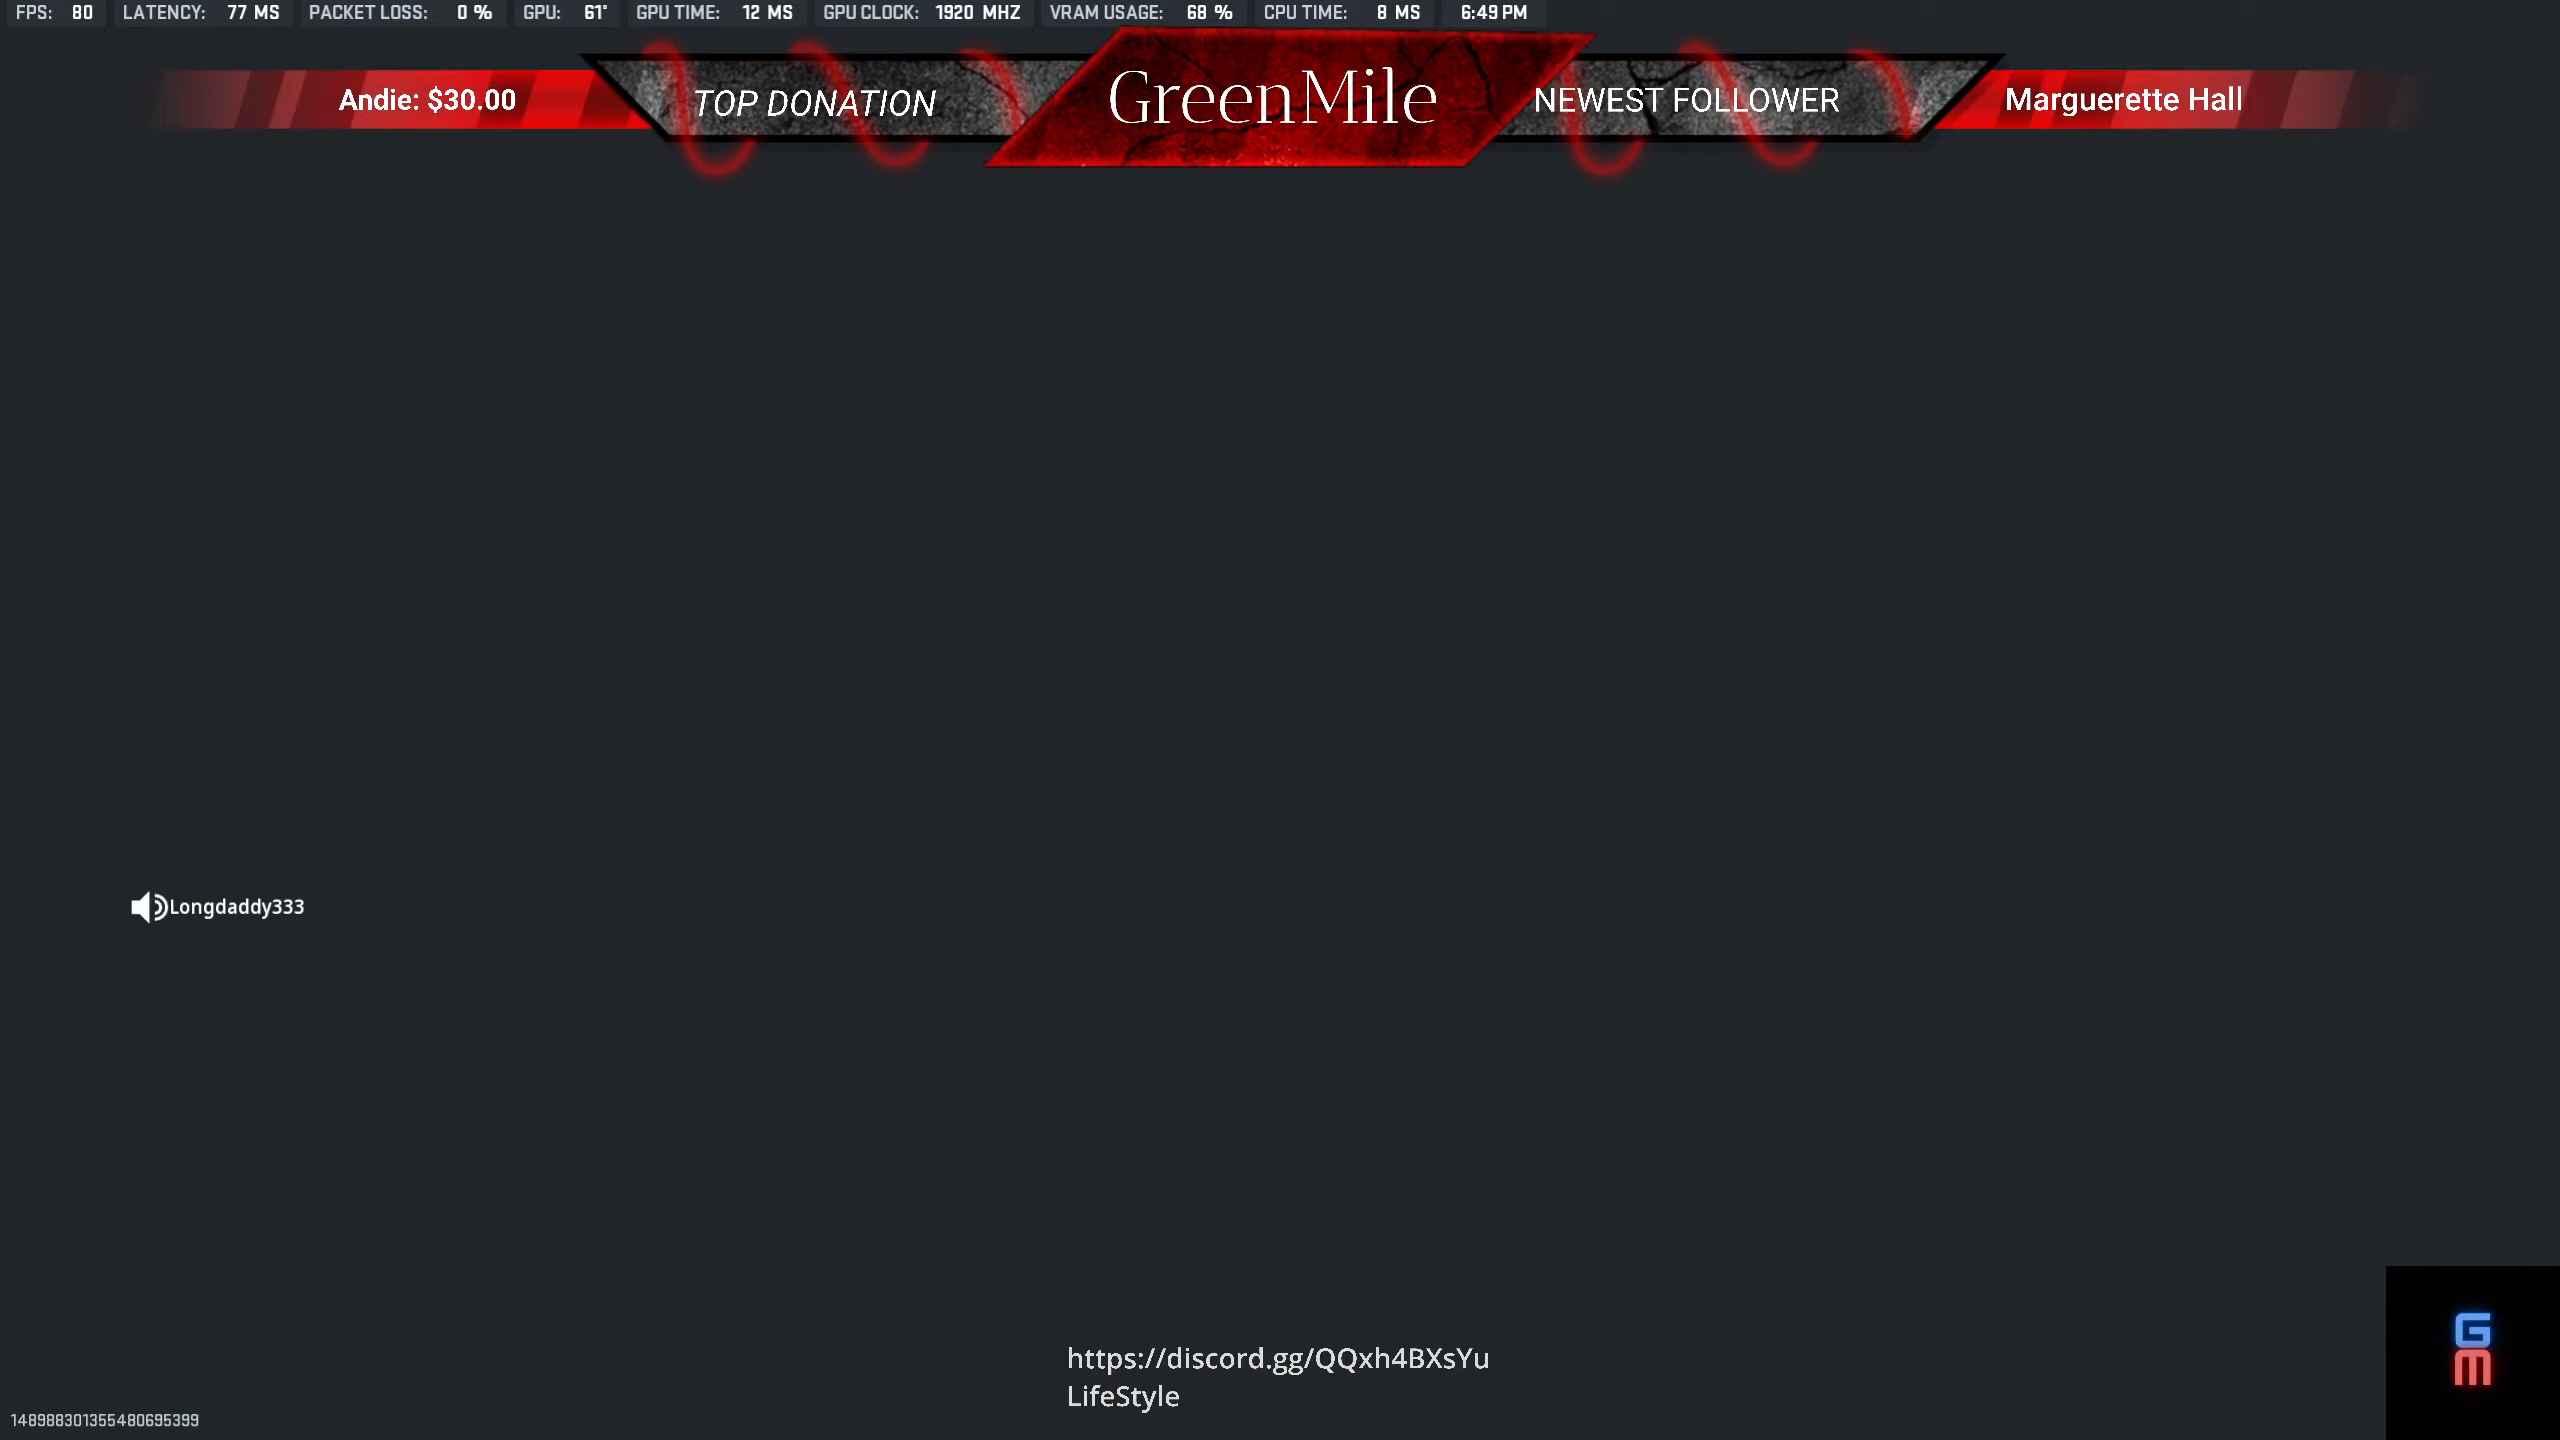 FPS: 80 LATENCY: 77 MS PACKET LOSS: 0 % GPU: 61° GPU TIME: 12 MS GPU CLOCK: 1920 MHZ VRAM USAGE: 68 % CPU TIME: 8 MS 6:49 PM
Andie: $30.00 TOP DONATION GreenMile NEWEST FOLLOWER Marguerette Hall
Longdaddy333
https://discord.gg/QQxh4BXsYu
LifeStyle
GM
148988301355480695399